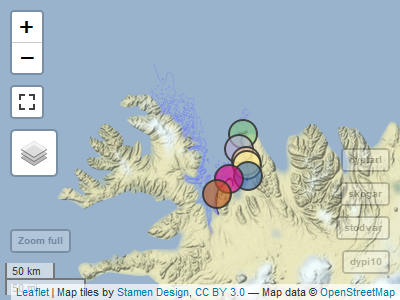 +
−
Zoom full
skogar
stodvar
dypi10
50 km
50 m
Leaflet | Map tiles by Stamen Design, CC BY 3.0 — Map data © OpenStreetMap